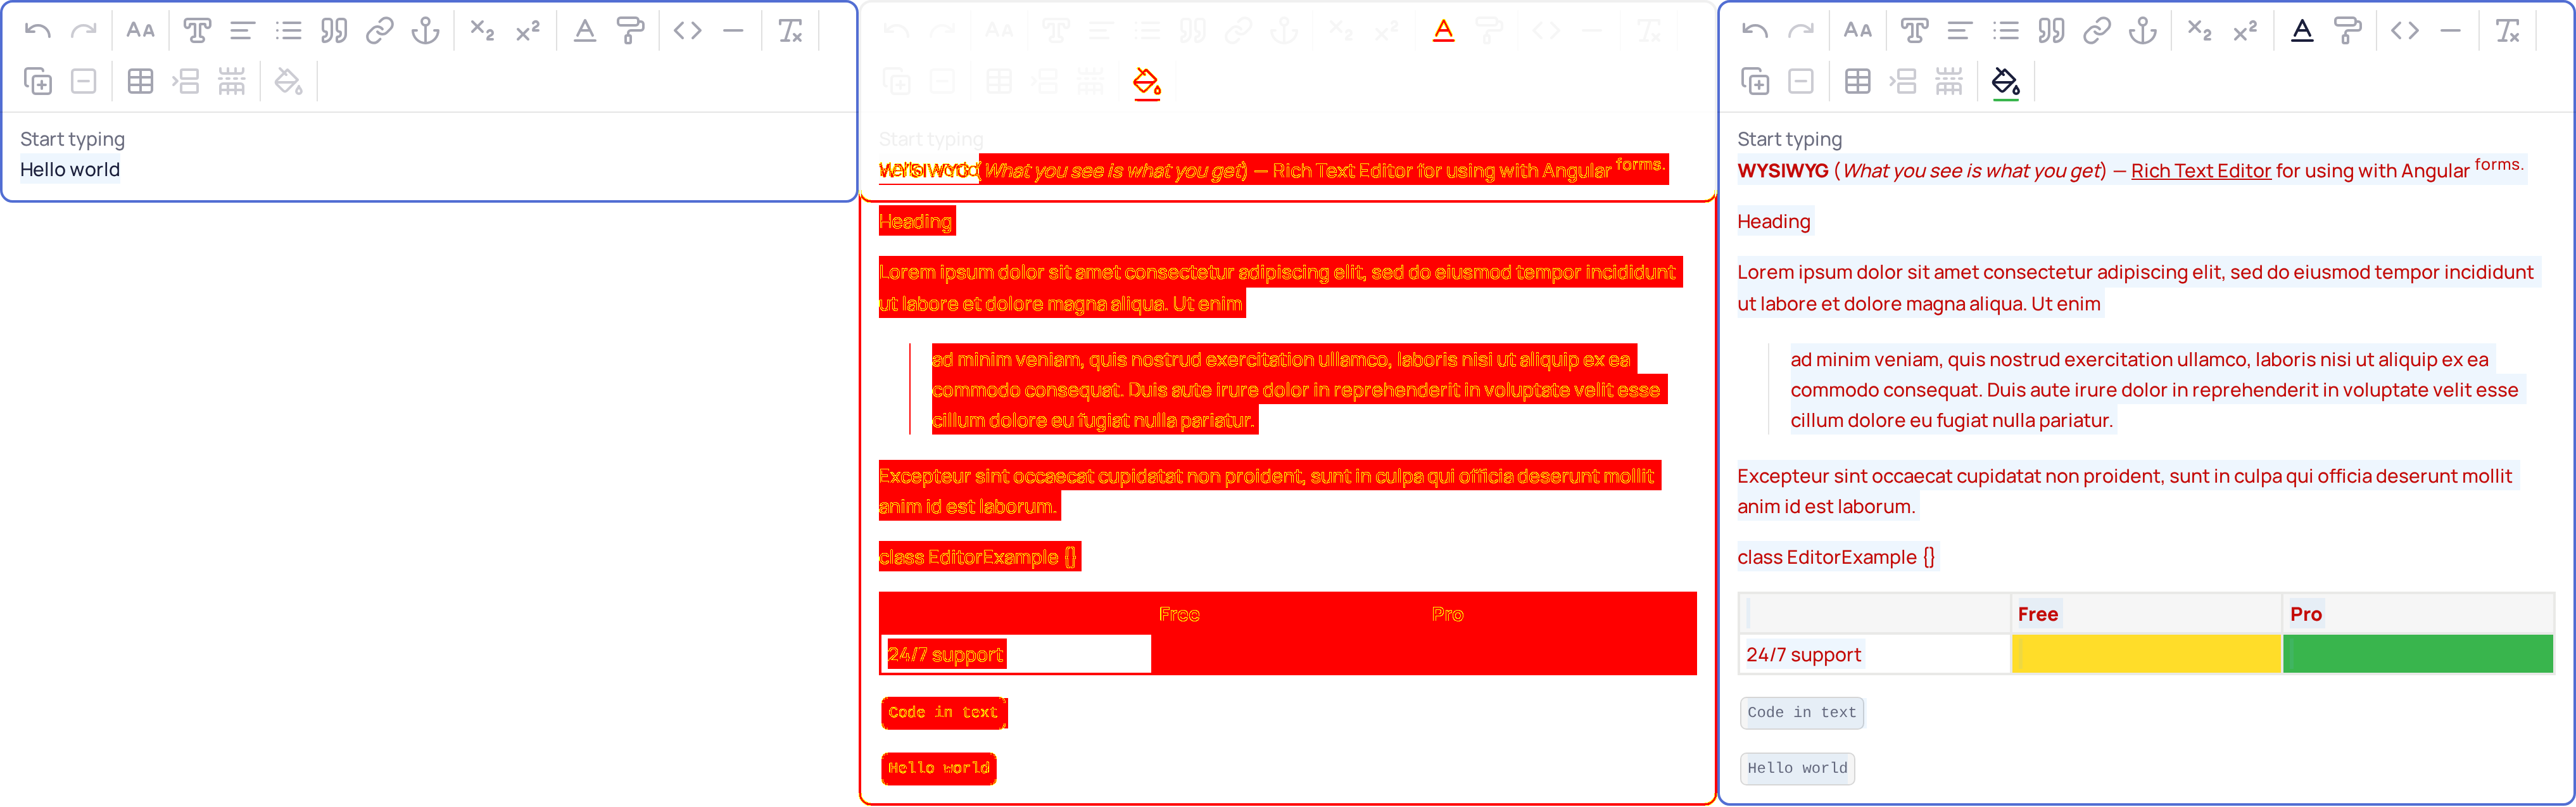 Start typing
Hello world
Start typing
Hello world
WYSIWYG (What you see is what you get) — Rich Text Editor for using with Angular forms.
Heading
Lorem ipsum dolor sit amet consectetur adipiscing elit, sed do eiusmod tempor incididunt
ut labore et dolore magna aliqua. Ut enim
ad minim veniam, quis nostrud exercitation ullamco, laboris nisi ut aliquip ex ea
commodo consequat. Duis aute irure dolor in reprehenderit in voluptate velit esse
cillum dolore eu fugiat nulla pariatur.
Excepteur sint occaecat cupidatat non proident, sunt in culpa qui officia deserunt mollit
anim id est laborum.
class EditorExample {}
Free Pro
24/7 support
Code in text
Hello world
Start typing
WYSIWYG (What you see is what you get) — Rich Text Editor for using with Angular forms.
Heading
Lorem ipsum dolor sit amet consectetur adipiscing elit, sed do eiusmod tempor incididunt
ut labore et dolore magna aliqua. Ut enim
ad minim veniam, quis nostrud exercitation ullamco, laboris nisi ut aliquip ex ea
commodo consequat. Duis aute irure dolor in reprehenderit in voluptate velit esse
cillum dolore eu fugiat nulla pariatur.
Excepteur sint occaecat cupidatat non proident, sunt in culpa qui officia deserunt mollit
anim id est laborum.
class EditorExample {}
Free Pro
24/7 support
Code in text
Hello world